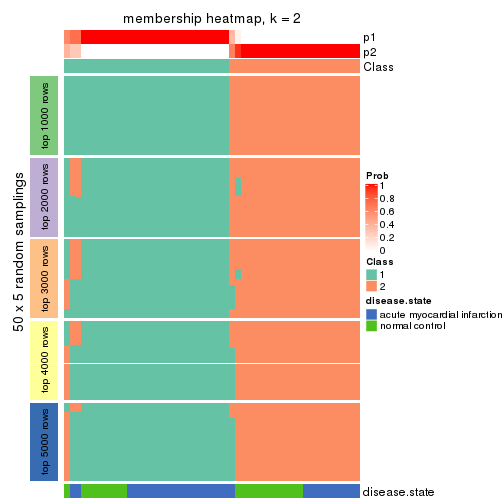 membership heatmap, k = 2
p1
p2
Class
50 x 5 random samplings
top 1000 rows
top 2000 rows
top 3000 rows
top 4000 rows
top 5000 rows
Prob
1
0.8
0.6
0.4
0.2
0
Class
1
2
disease.state
acute myocardial infarction
normal control
disease.state